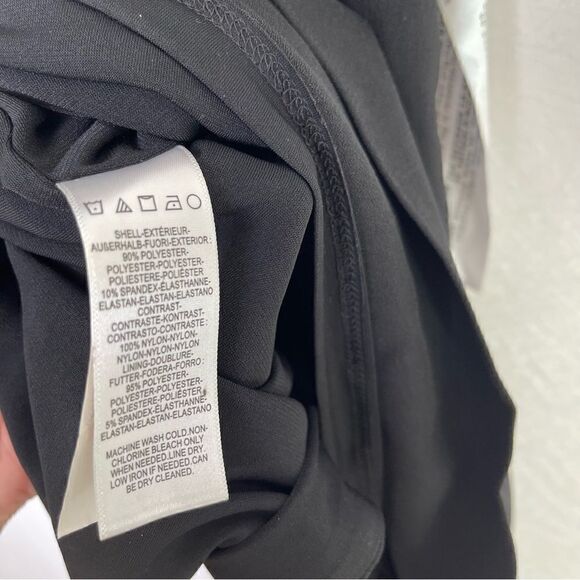 SHELL-EXTÉRIEUR-
AUßERHALB-FUORI-EXTERIOR:
90% POLYESTER-
POLYESTER-POLYESTER-
POLIESTERE-POLIÉSTER
10% SPANDEX-ÉLASTHANNE-
ELASTAN-ELASTAN-ELASTANO
CONTRAST-
CONTRASTE-KONTRAST-
CONTRASTO-CONTRASTE:
100% NYLON-NYLON-
NYLON-NYLON-NYLON
LINING-DOUBLURE-
FUTTER-FODERA-FORRO:
95% POLYESTER-
POLYESTER-POLYESTER-
POLIESTERE-POLIÉSTER
5% SPANDEX-ÉLASTHANNE-
ELASTAN-ELASTAN-ELASTANO
MACHINE WASH COLD.NON-
CHLORINE BLEACH ONLY
WHEN NEEDED.LINE DRY.
LOW IRON IF NEEDED.CAN
BE DRY CLEANED.